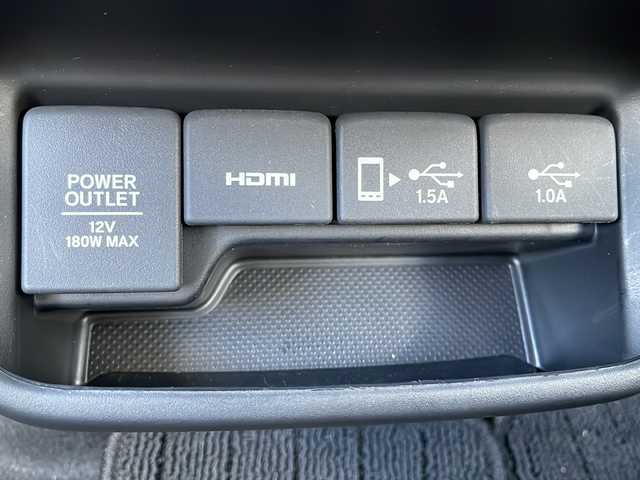 POWER
OUTLET
12V
180W MAX
HDMI
1.5A
1.0A